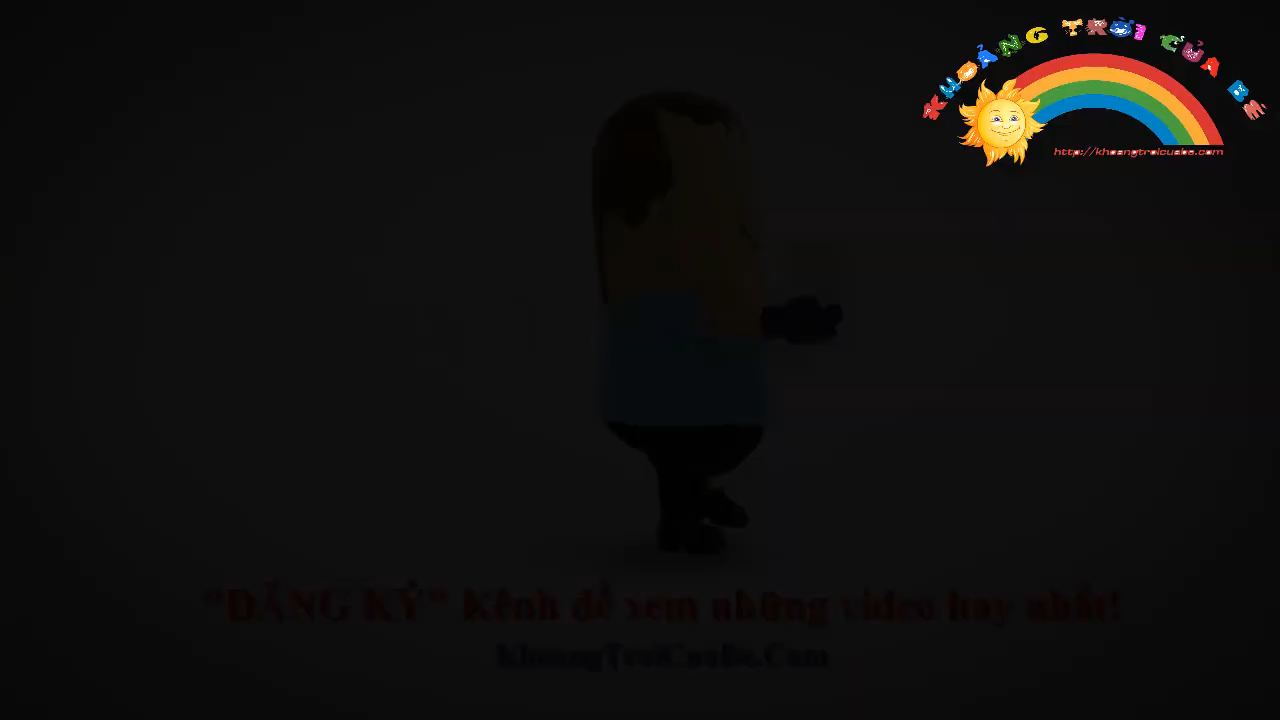 KHOẢNG TRỜI CỦA BÉ
http://khoangtroicuabe.com
"ĐĂNG KÝ" Kênh để xem những video hay nhất!
KhoangTroiCuaBe.Com